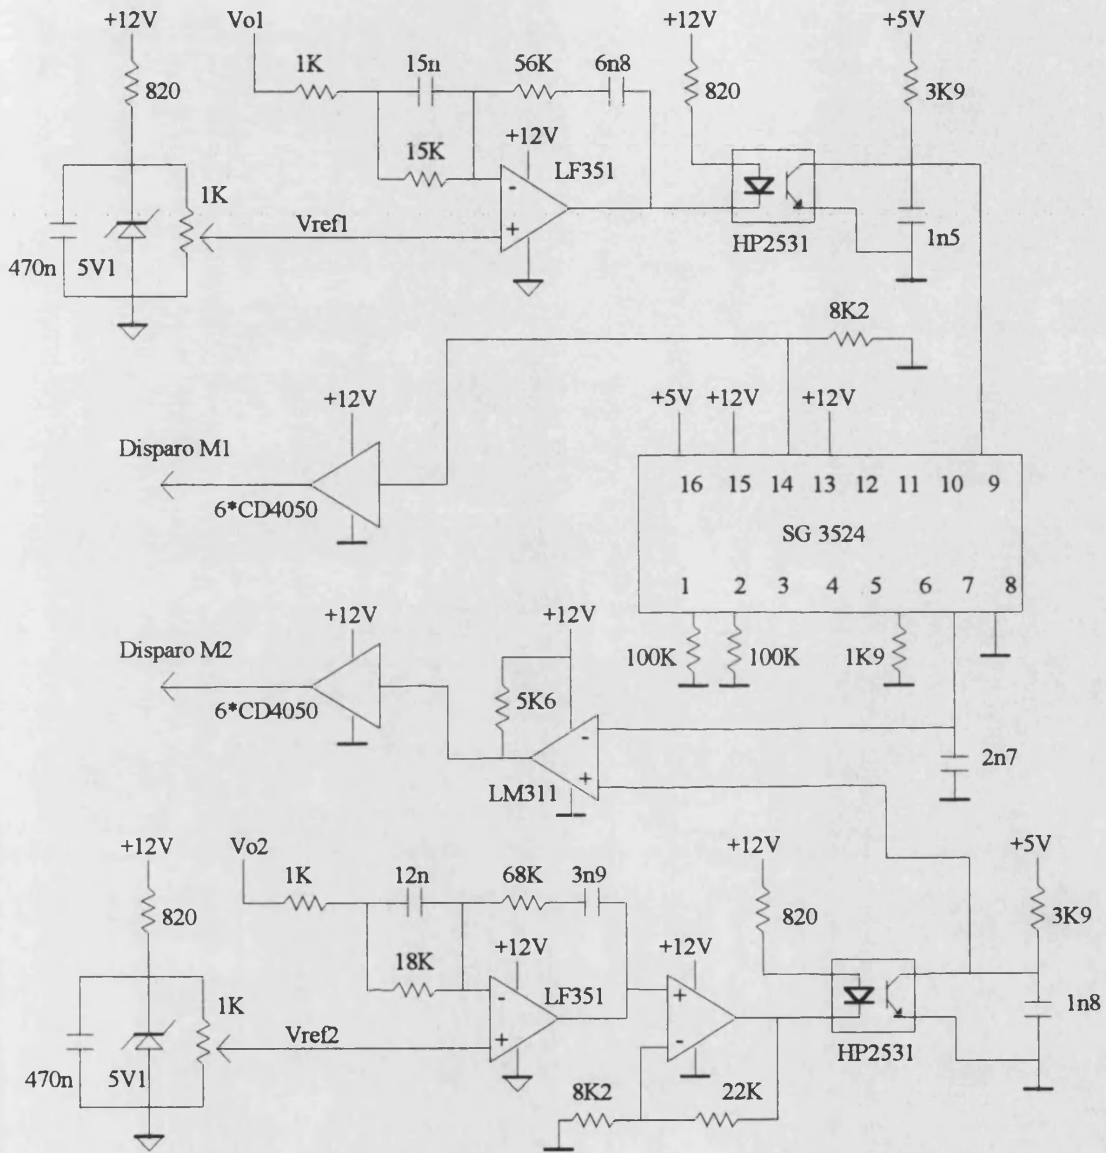 +12V
Vo1
+12V
+5V
820
1K
15n
56K
6n8
820
3K9
15K
+12V
LF351
1K
Vref1
HP2531
1n5
470n
5V1
- 
+
8K2
+12V
+5V
+12V
+12V
Disparo M1
6*CD4050
16 15 14 13 12 11 10 9
SG 3524
1 2 3 4 5 6 7 8
+12V
+12V
Disparo M2
100K
100K
1K9
6*CD4050
5K6
-
+
LM311
2n7
+12V
Vo2
+12V
+5V
820
1K
12n
68K
3n9
820
3K9
18K
+12V
LF351
+12V
1K
Vref2
-
+
+
-
HP2531
1n8
470n
5V1
8K2
22K